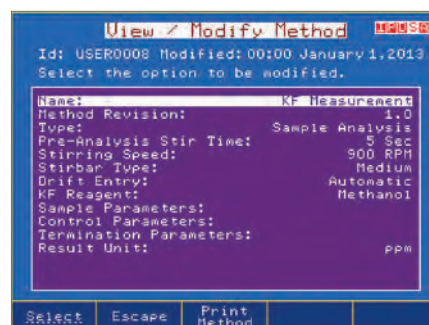 View / Modify Method
Id: USER0008 Modified: 00:00 January 1,2013
Select the option to be modified.
Name: KF Measurement
Method Revision: 1.0
Type: Sample Analysis
Pre-Analysis Stir Time: 5 Sec
Stirring Speed: 900 RPM
Stirbar Type: Medium
Drift Entry: Automatic
KF Reagent: Methanol
Sample Parameters:
Control Parameters:
Termination Parameters:
Result Unit: ppm
Select Escape Print
Method